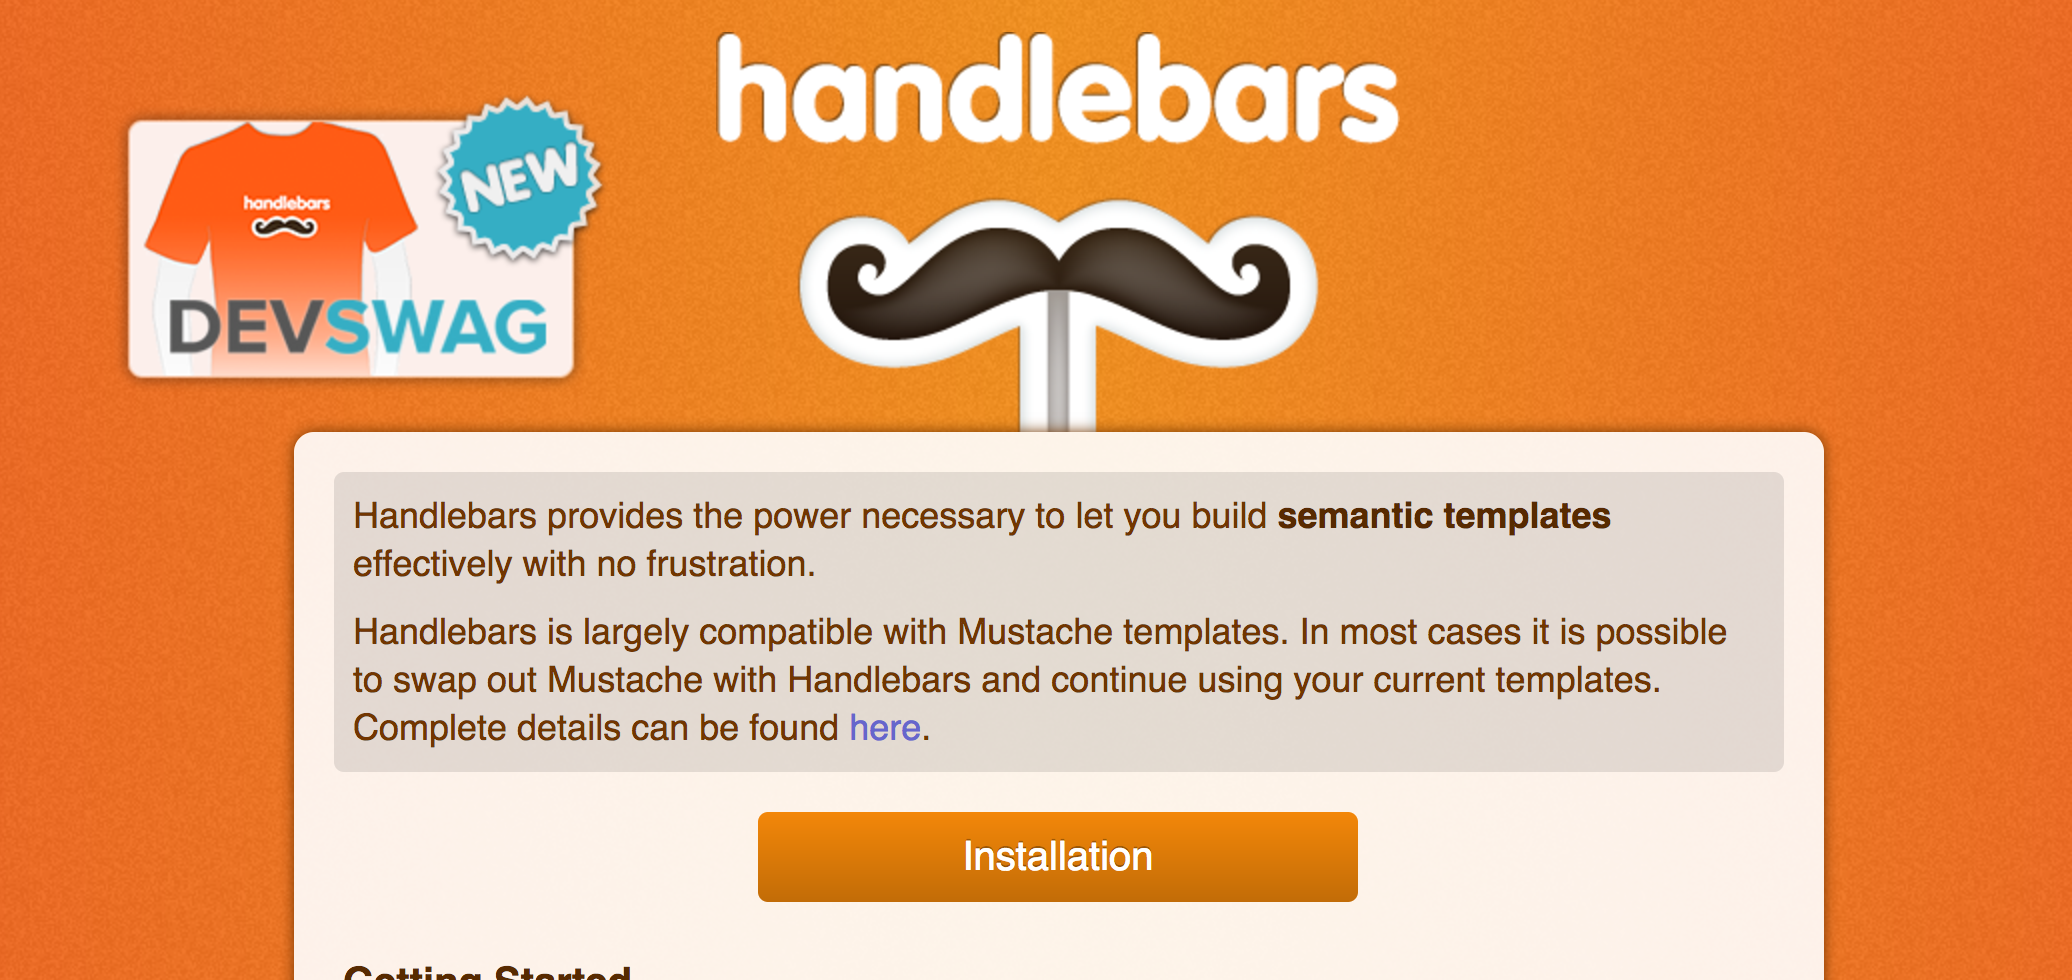 handlebars
NEW
handlebars
DEVSWAG
Handlebars provides the power necessary to let you build semantic templates
effectively with no frustration.
Handlebars is largely compatible with Mustache templates. In most cases it is possible
to swap out Mustache with Handlebars and continue using your current templates.
Complete details can be found here.
Installation
Getting Started